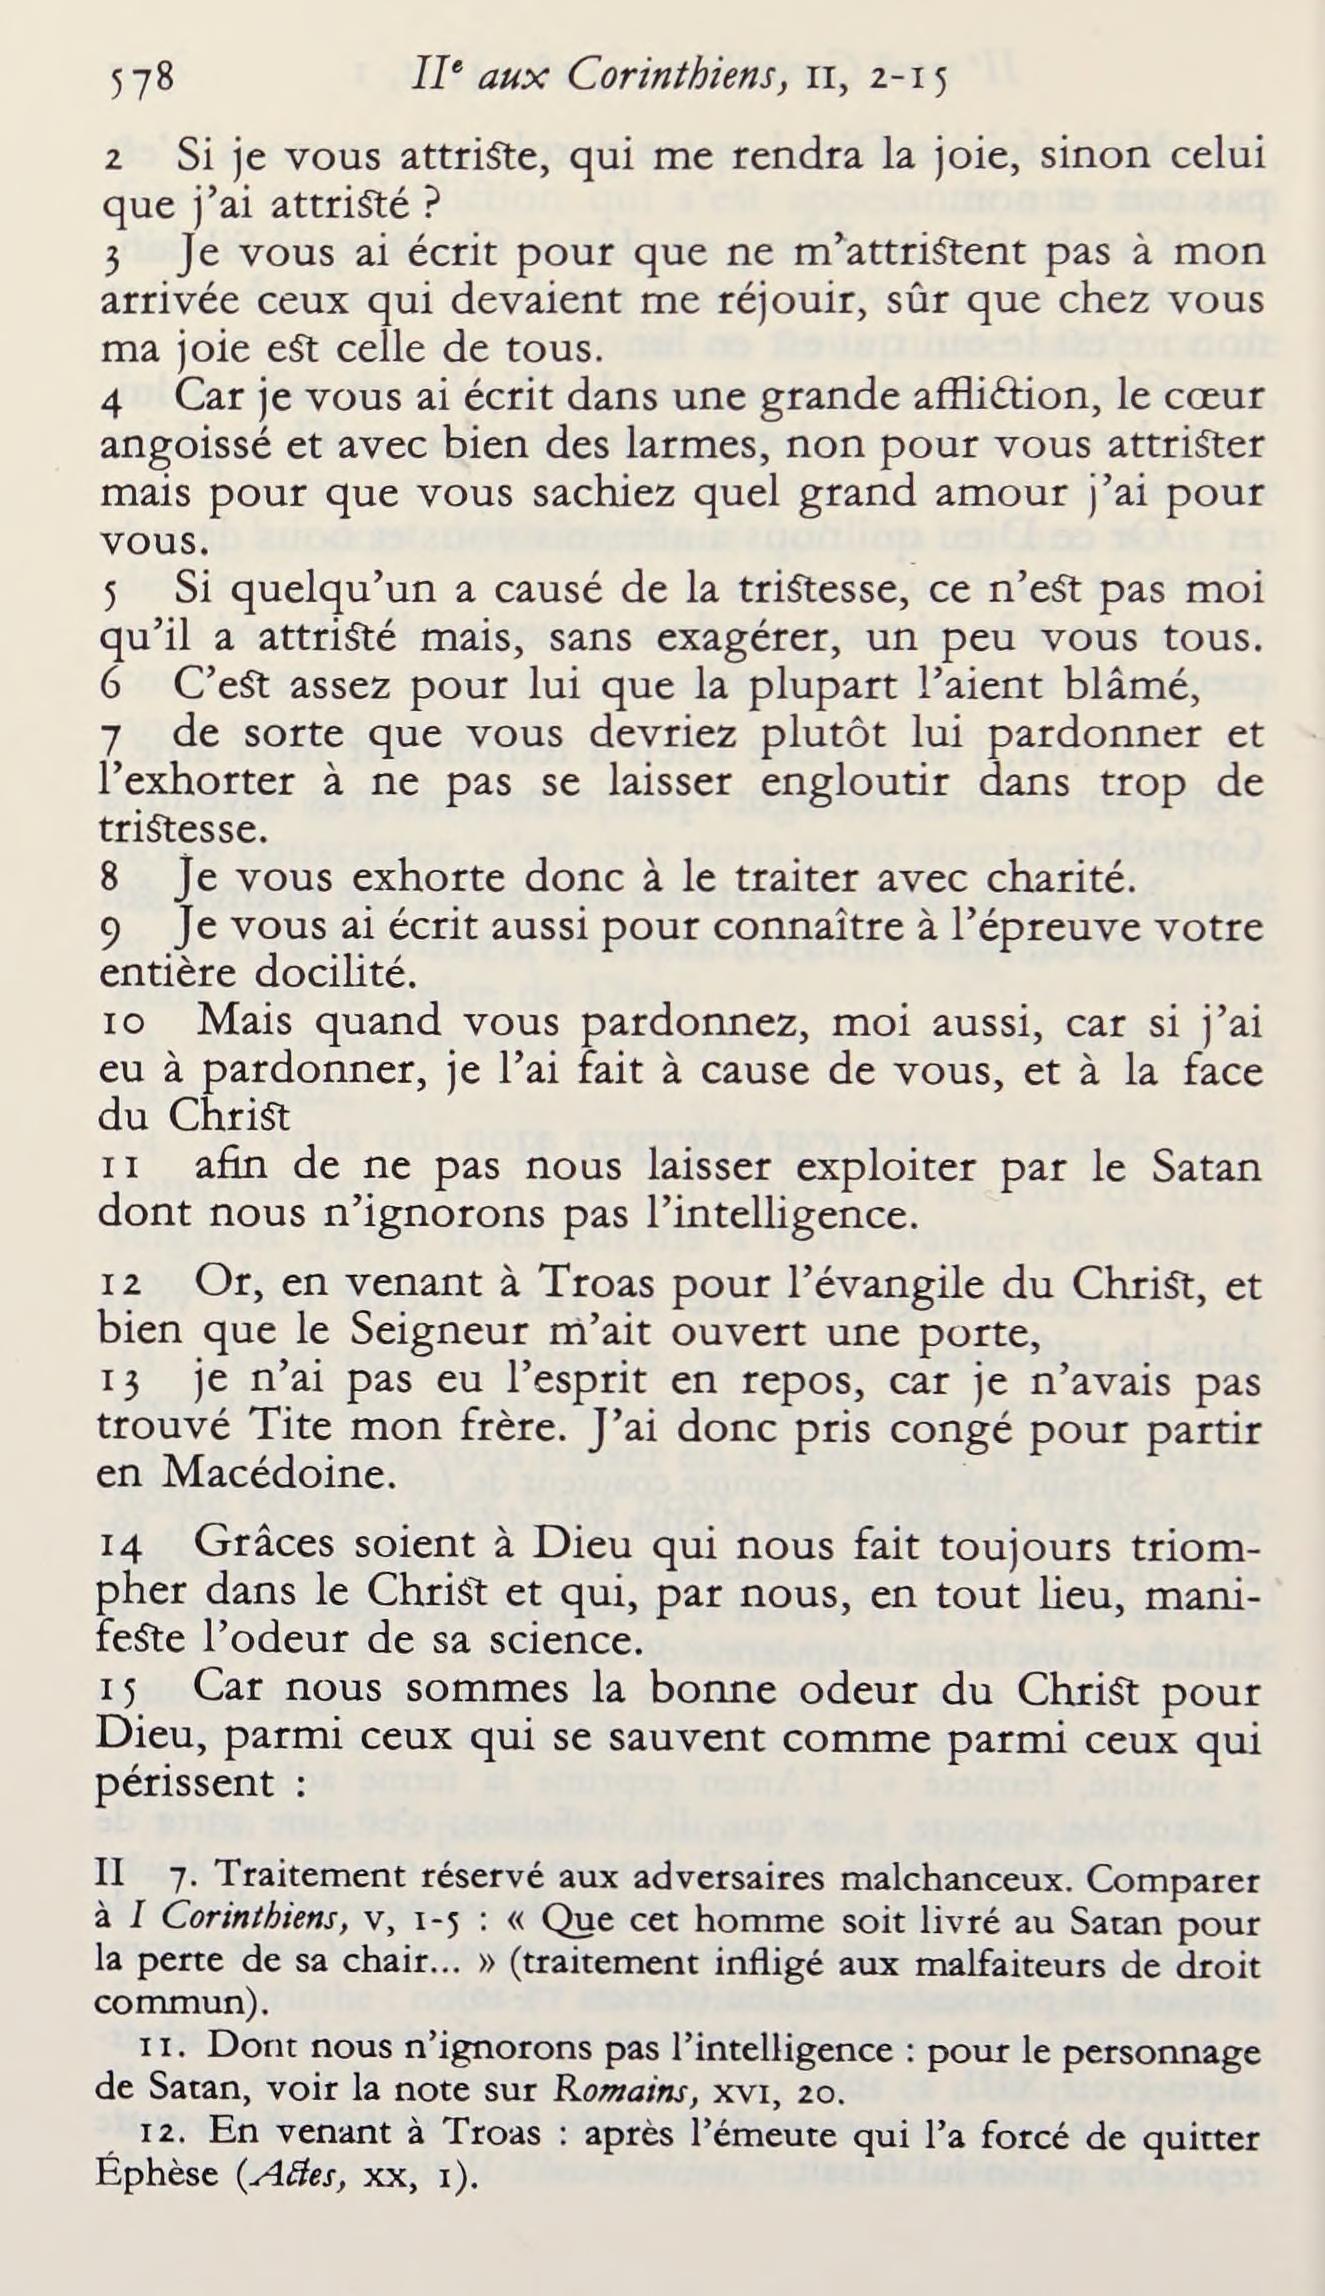 578 IIe aux Corinthiens, II, 2-15
2 Si je vous attriste, qui me rendra la joie, sinon celui
que j’ai attristé ?
3 Je vous ai écrit pour que ne m’attristent pas à mon
arrivée ceux qui devaient me réjouir, sûr que chez vous
ma joie est celle de tous.
4 Car je vous ai écrit dans une grande affliction, le cœur
angoissé et avec bien des larmes, non pour vous attrister
mais pour que vous sachiez quel grand amour j’ai pour
vous.
5 Si quelqu’un a causé de la tristesse, ce n’est pas moi
qu’il a attristé mais, sans exagérer, un peu vous tous.
6 C’est assez pour lui que la plupart l’aient blâmé,
7 de sorte que vous devriez plutôt lui pardonner et
l’exhorter à ne pas se laisser engloutir dans trop de
tristesse.
8 Je vous exhorte donc à le traiter avec charité.
9 Je vous ai écrit aussi pour connaître à l’épreuve votre
entière docilité.
10 Mais quand vous pardonnez, moi aussi, car si j’ai
eu à pardonner, je l’ai fait à cause de vous, et à la face
du Christ
11 afin de ne pas nous laisser exploiter par le Satan
dont nous n’ignorons pas l’intelligence.
12 Or, en venant à Troas pour l’évangile du Christ, et
bien que le Seigneur m’ait ouvert une porte,
13 je n’ai pas eu l’esprit en repos, car je n’avais pas
trouvé Tite mon frère. J’ai donc pris congé pour partir
en Macédoine.
14 Grâces soient à Dieu qui nous fait toujours triom-
pher dans le Christ et qui, par nous, en tout lieu, mani-
feste l’odeur de sa science.
15 Car nous sommes la bonne odeur du Christ pour
Dieu, parmi ceux qui se sauvent comme parmi ceux qui
périssent :
II 7. Traitement réservé aux adversaires malchanceux. Comparer
à I Corinthiens, V, 1-5 : « Que cet homme soit livré au Satan pour
la perte de sa chair... » (traitement infligé aux malfaiteurs de droit
commun).
11. Dont nous n’ignorons pas l’intelligence : pour le personnage
de Satan, voir la note sur Romains, XVI, 20.
12. En venant à Troas : après l’émeute qui l’a forcé de quitter
Éphèse (Actes, XX, 1).